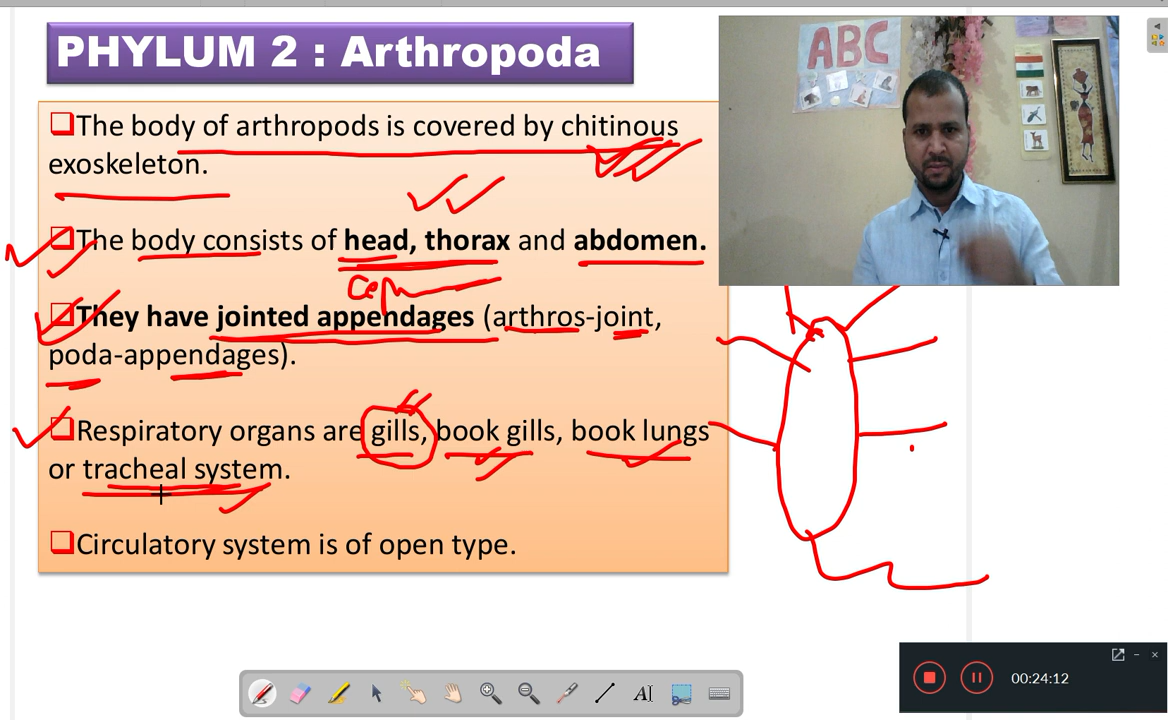 PHYLUM 2 : Arthropoda
ABC
❑The body of arthropods is covered by chitinous
exoskeleton.
❑The body consists of head, thorax and abdomen.
❑They have jointed appendages (arthros-joint,
poda-appendages).
❑Respiratory organs are gills, book gills, book lungs
or tracheal system.
❑Circulatory system is of open type.
00:24:12